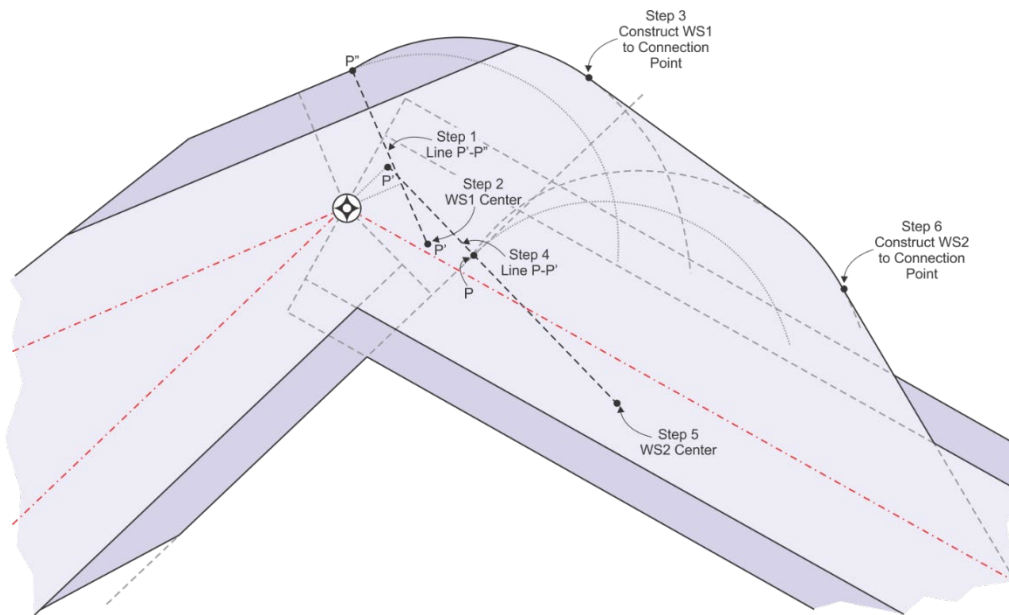 Step 3
Construct WS1
to Connection
Point
P"
Step 1
Line P'-P"
P'
Step 2
WS1 Center
P'
Step 4
Line P-P'
P
Step 6
Construct WS2
to Connection
Point
Step 5
WS2 Center